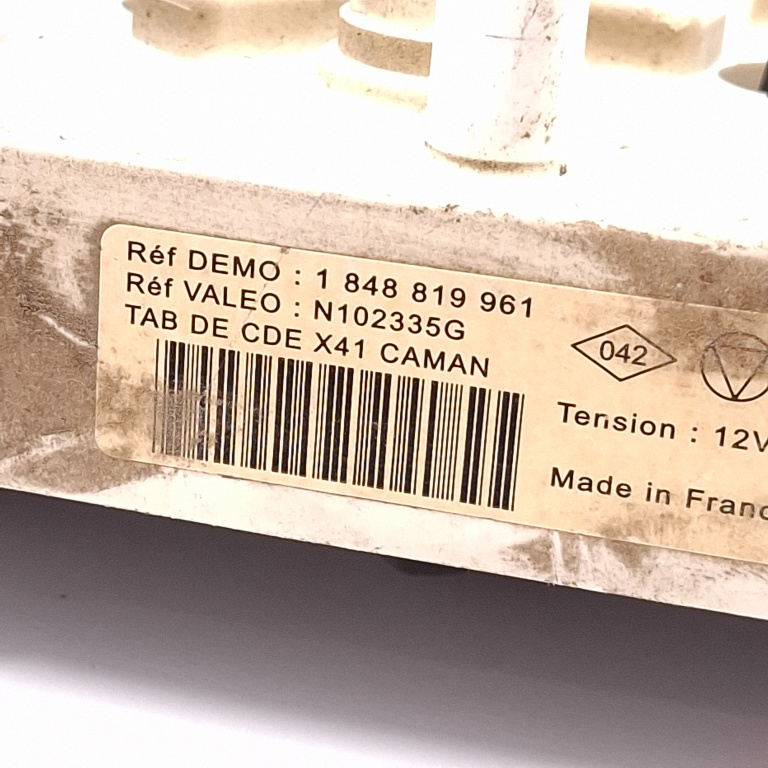 Réf DEMO : 1 848 819 961
Réf VALEO : N102335G
TAB DE CDE X41 CAMAN
042
Tension : 12V
Made in Franc